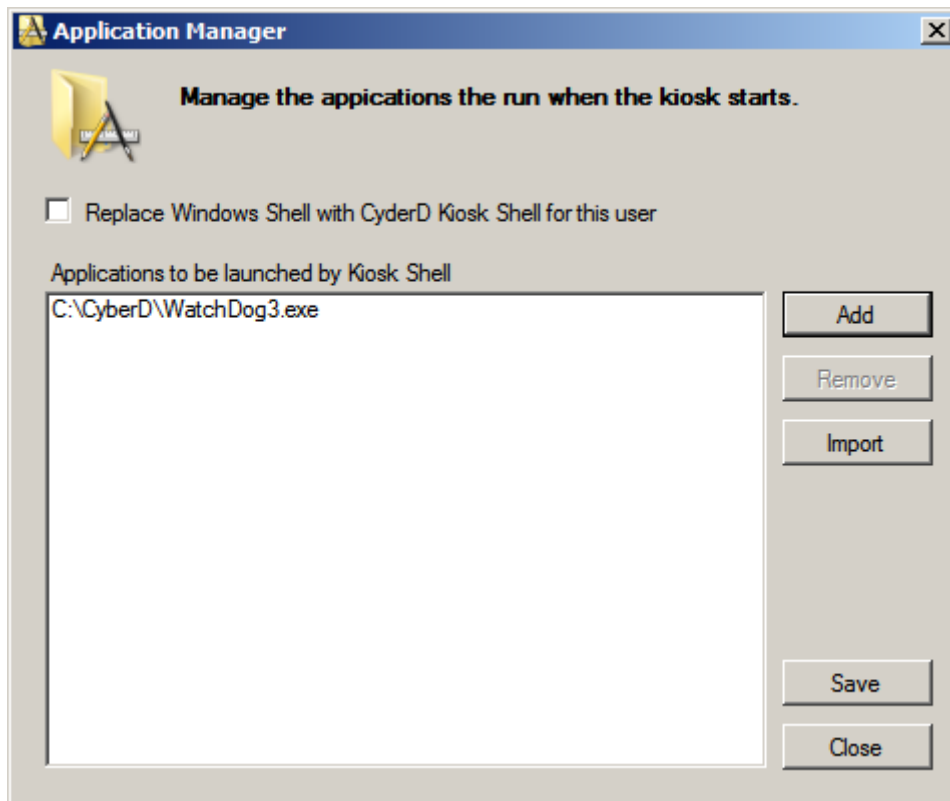 Application Manager
Manage the appications the run when the kiosk starts.
Replace Windows Shell with CyderD Kiosk Shell for this user
Applications to be launched by Kiosk Shell
C:\CyberD\WatchDog3.exe
Add
Remove
Import
Save
Close